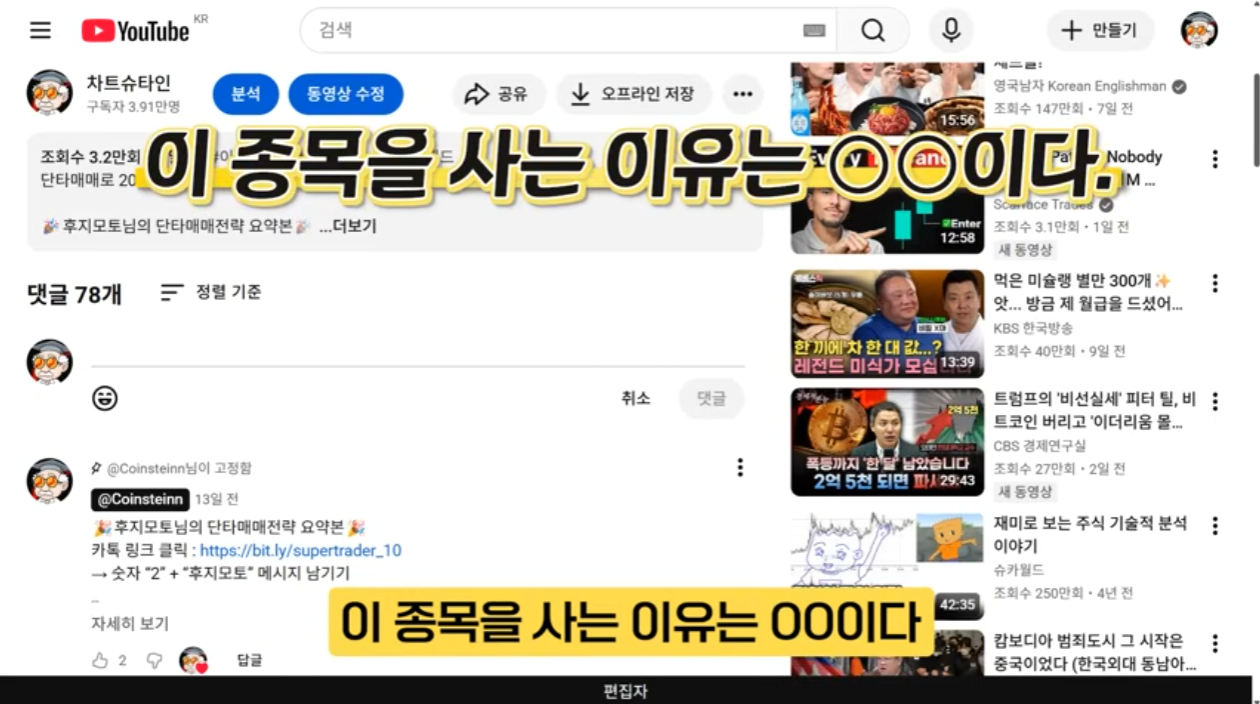 YouTube KR
검색
만들기
차트슈타인
구독자 3.91만명
분석
동영상 수정
공유
오프라인 저장
조회수 3.2만회
단타매매로 20
이 종목을 사는 이유는 ○○이다.
🎉후지모토님의 단타매매전략 요약본🎉 ...더보기
댓글 78개
정렬 기준
취소
댓글
@Coinsteinn님이 고정함
@Coinsteinn 13일 전
🎉후지모토님의 단타매매전략 요약본🎉
카톡 링크 클릭 : https://bit.ly/supertrader_10
→ 숫자 “2” + “후지모토” 메시지 남기기
자세히 보기
2
답글
영국남자 Korean Englishman
조회수 147만회 • 7일 전
15:56
Nobody
Scarface Trades
조회수 3.1만회 • 1일 전
새 동영상
Enter
12:58
먹은 미슐랭 별만 300개✨
앗... 방금 제 월급을 드셨어...
KBS 한국방송
조회수 40만회 • 9일 전
한 끼에 차 한 대 값...?
레전드 미식가 모십
13:39
트럼프의 '비선실세' 피터 틸, 비
트코인 버리고 '이더리움 몰...
CBS 경제연구실
조회수 27만회 • 2일 전
새 동영상
2억 5천
폭등까지 '한 달' 남았습니다
2억 5천 되면 파시
29:43
재미로 보는 주식 기술적 분석
이야기
슈카월드
조회수 250만회 • 4년 전
42:35
캄보디아 범죄도시 그 시작은
중국이었다 (한국외대 동남아...
이 종목을 사는 이유는 OO이다
편집자